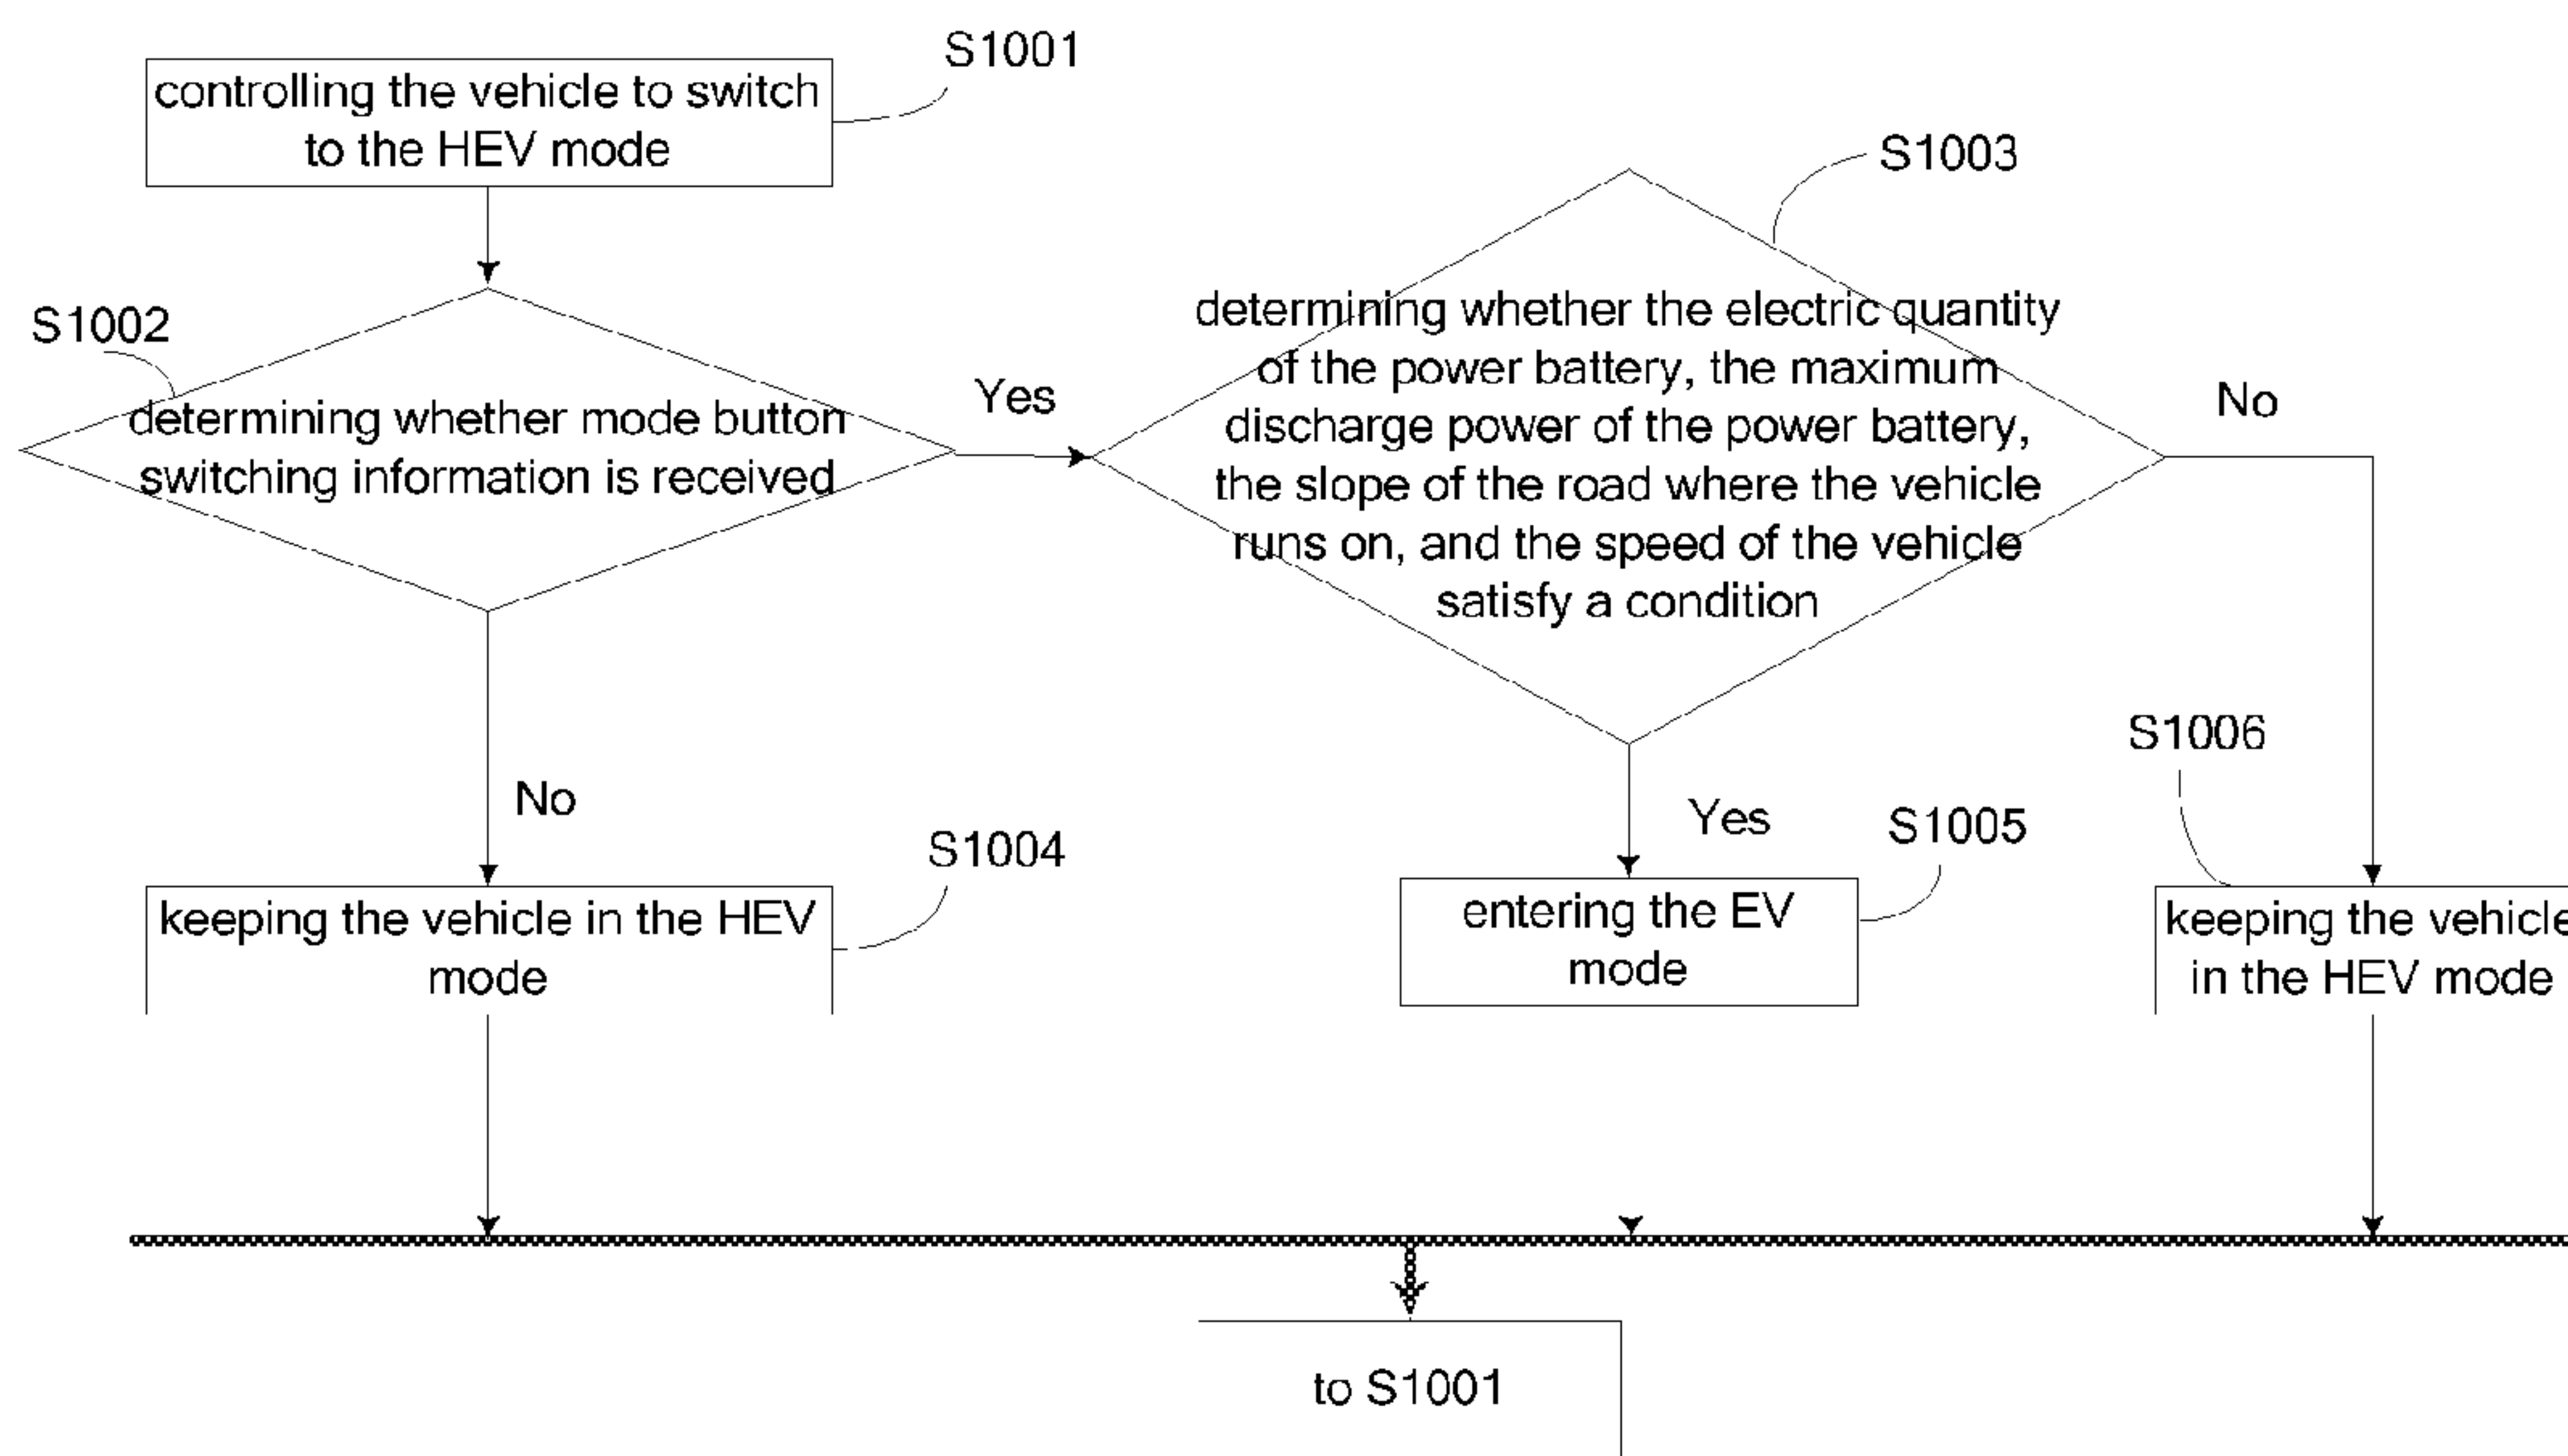 S1001
controlling the vehicle to switch
to the HEV mode
S1002
determining whether mode button
switching information is received
Yes
S1003
determining whether the electric quantity
of the power battery, the maximum
discharge power of the power battery,
the slope of the road where the vehicle
runs on, and the speed of the vehicle
satisfy a condition
No
No
S1004
keeping the vehicle in the HEV
mode
Yes
S1005
entering the EV
mode
S1006
keeping the vehicle
in the HEV mode
to S1001